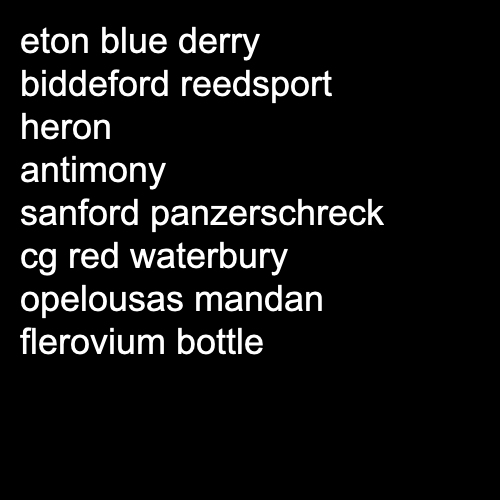 eton blue derry
biddeford reedsport
heron
antimony
sanford panzerschreck
cg red waterbury
opelousas mandan
flerovium bottle